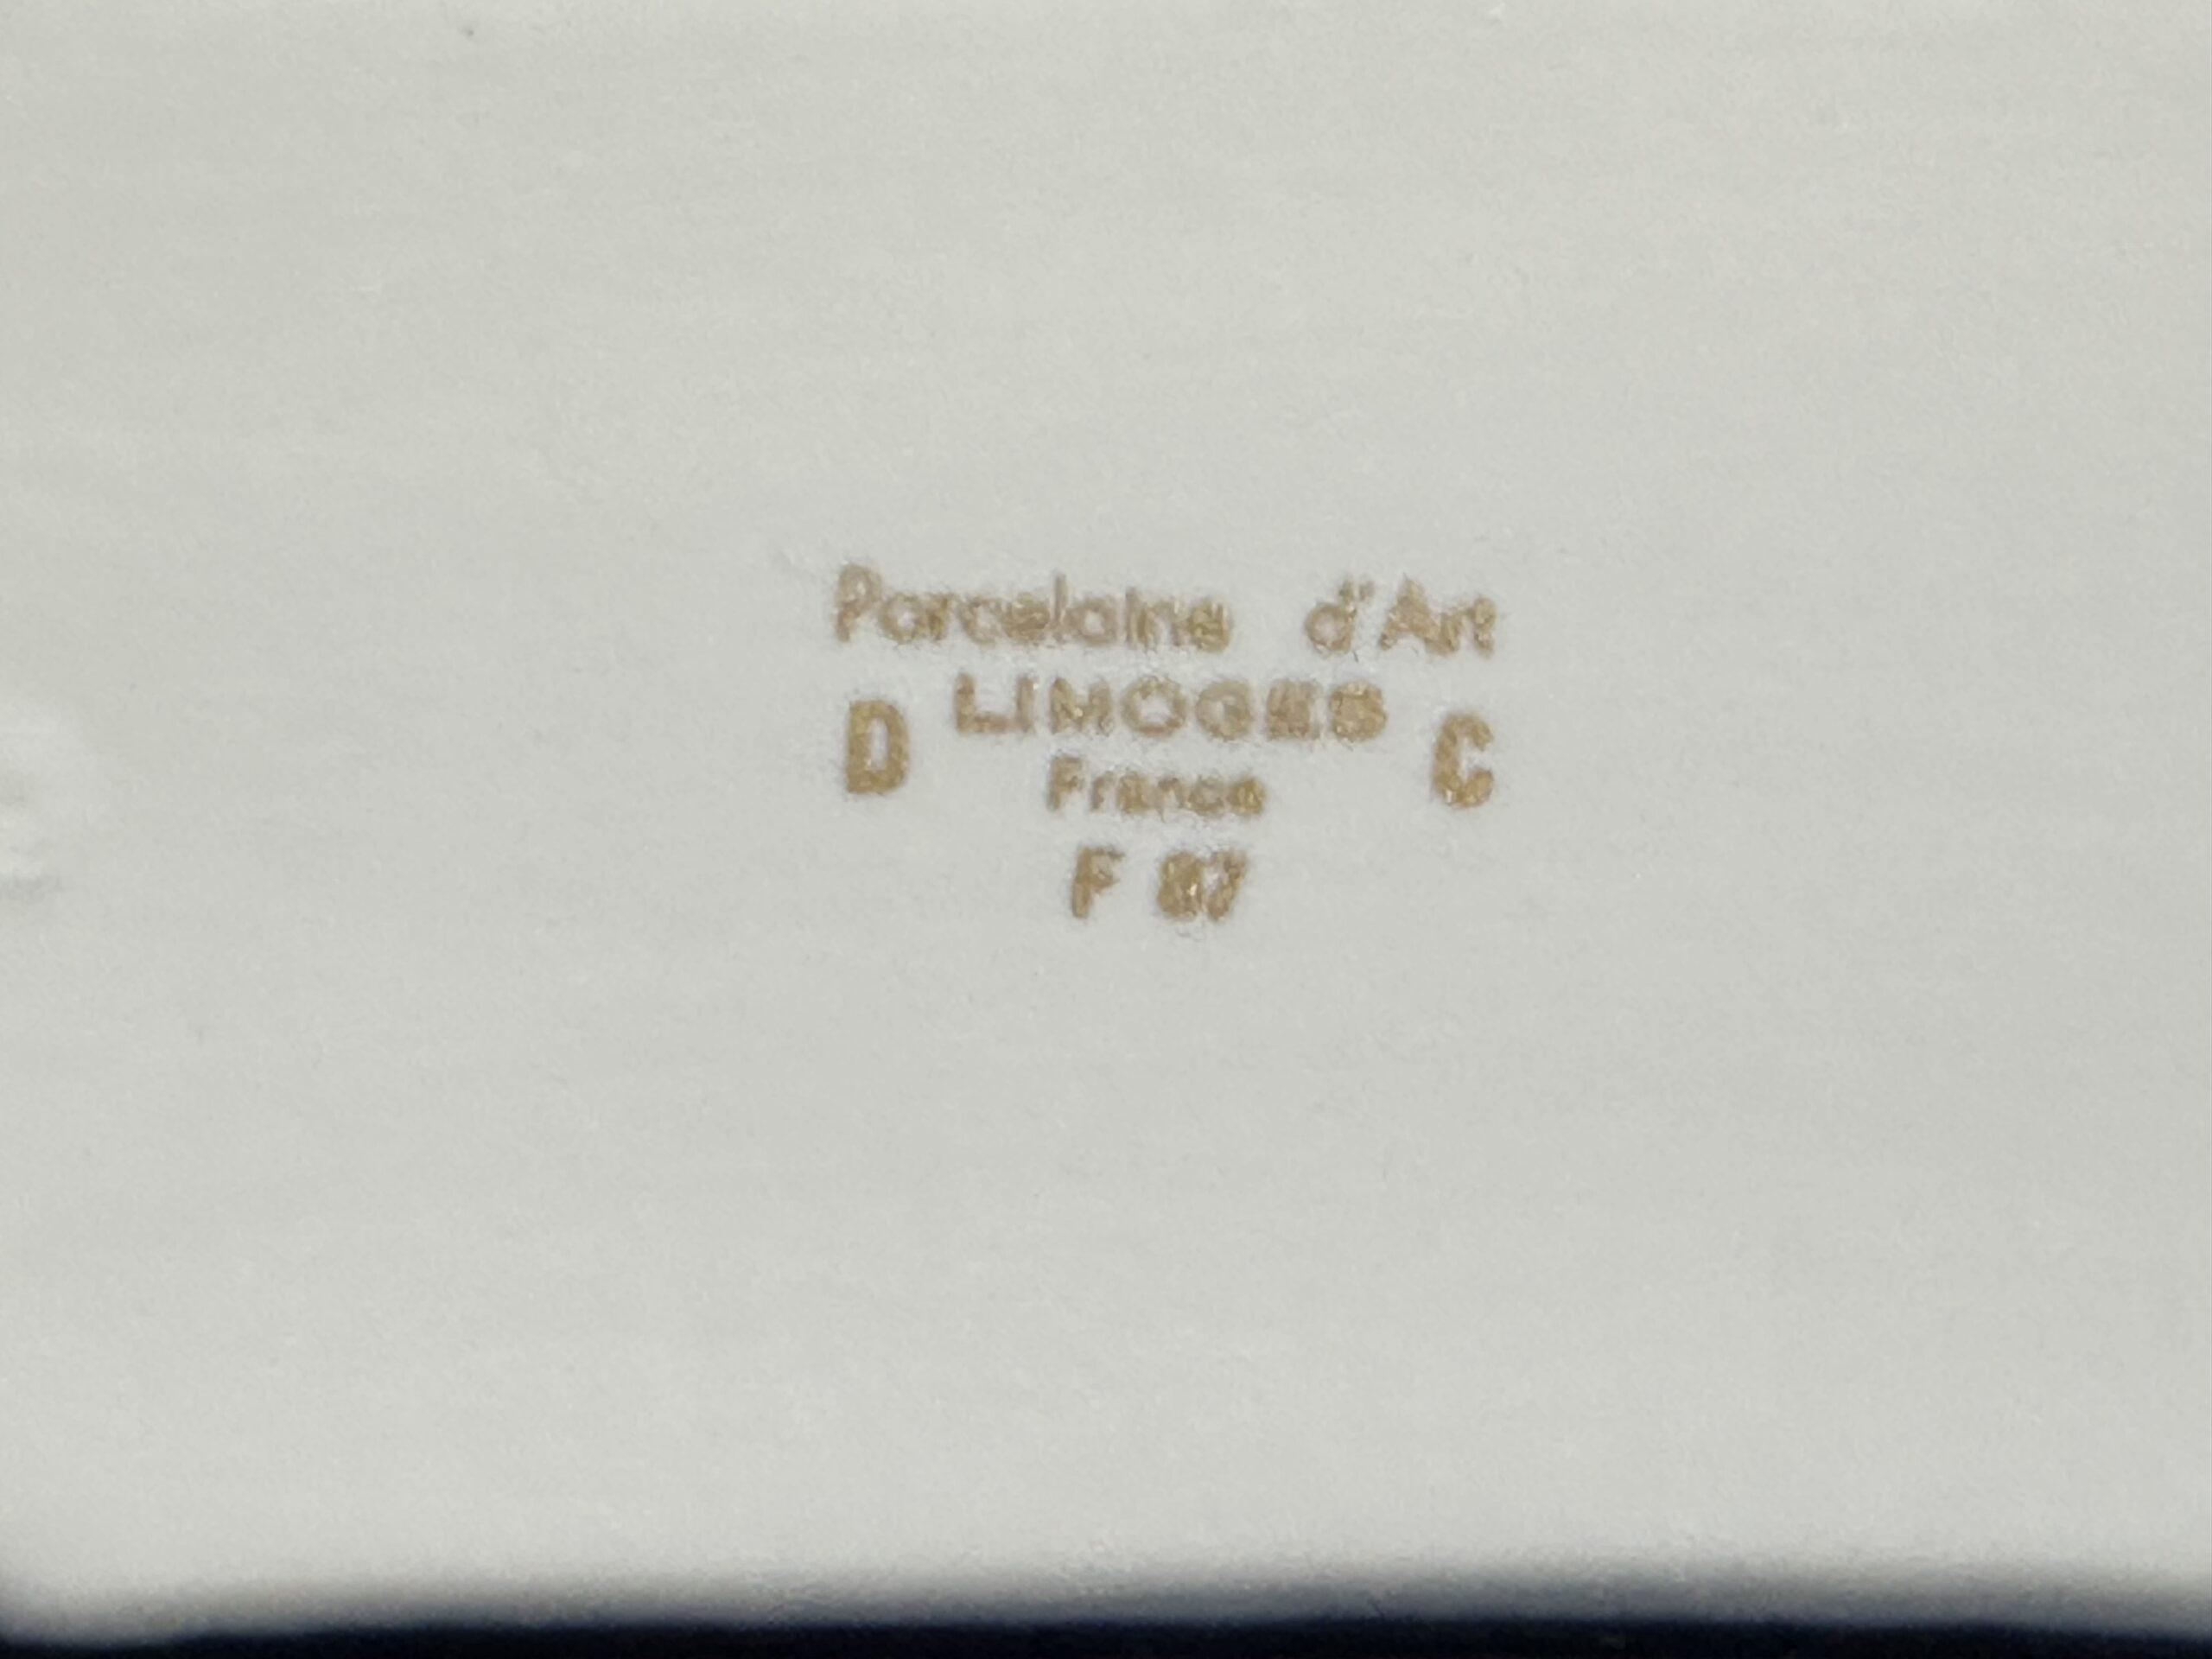 Porcelaine d'Art
D LIMOGES C
France
F 87